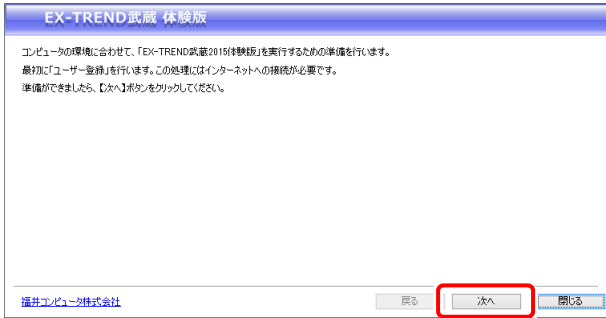 EX-TREND武蔵 体験版
コンピュータの環境に合わせて、「EX-TREND武蔵2015体験版」を実行するための準備を行います。
最初に「ユーザー登録」を行います。この処理にはインターネットへの接続が必要です。
準備ができましたら、【次へ】ボタンをクリックしてください。
福井コンピュータ株式会社
戻る
次へ
閉じる